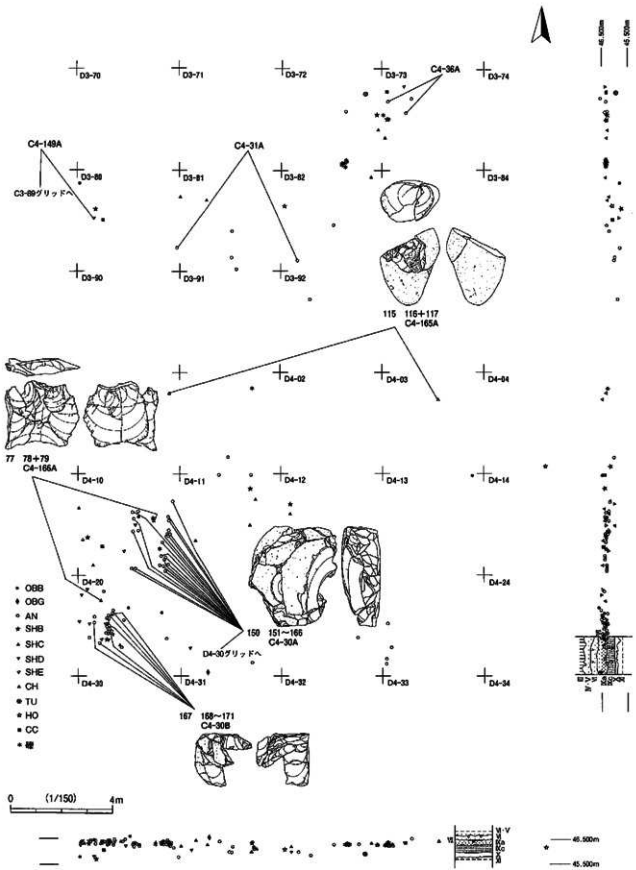 46.500m
45.500m
D3-70
D3-71
D3-72
D3-73
D3-74
C4-36A
C4-149A
C4-31A
D3-81
D3-82
D3-84
C3-89グリッドへ
D3-90
D3-91
D3-92
115 116+117
C4-165A
D4-02
D4-03
D4-04
77 78+79
C4-166A
D4-10
D4-11
D4-12
D4-13
D4-14
D4-20
D4-24
150 151～166
C4-30A
D4-30グリッドへ
D4-30
D4-31
D4-32
D4-33
D4-34
167 168～171
C4-30B
OBB
OBG
AN
SHB
SHC
SHD
SHE
CH
TU
HO
CC
礫
0 (1/150) 4m
VI・V
46.500m
45.500m